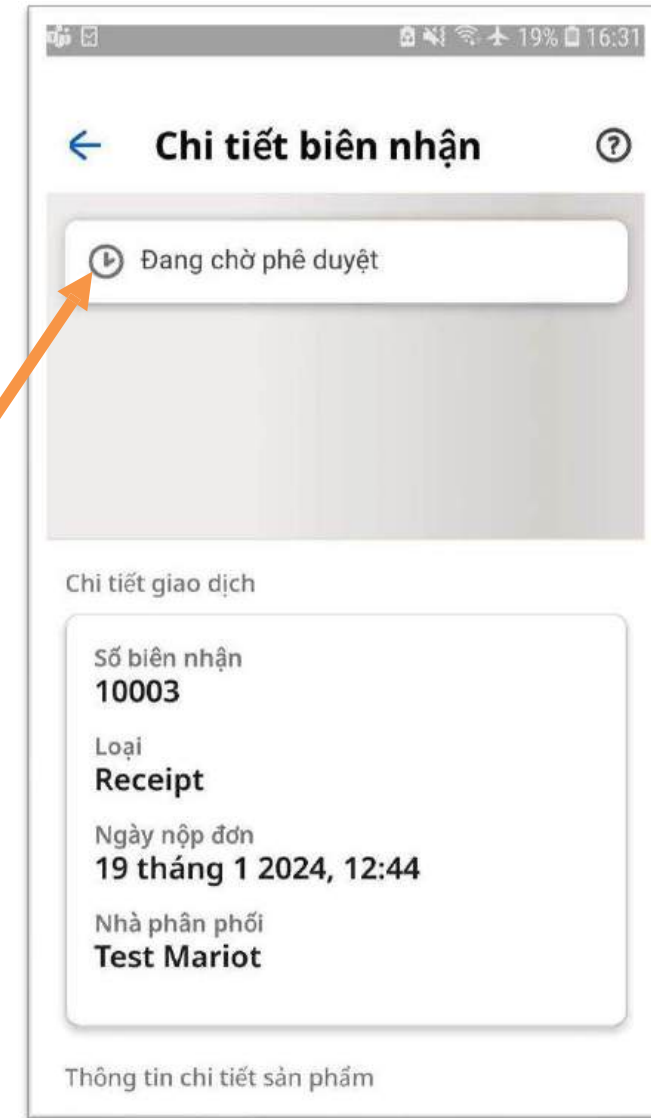 19% 16:31
Chi tiết biên nhận
Đang chờ phê duyệt
Chi tiết giao dịch
Số biên nhận
10003
Loại
Receipt
Ngày nộp đơn
19 tháng 1 2024, 12:44
Nhà phân phối
Test Mariot
Thông tin chi tiết sản phẩm